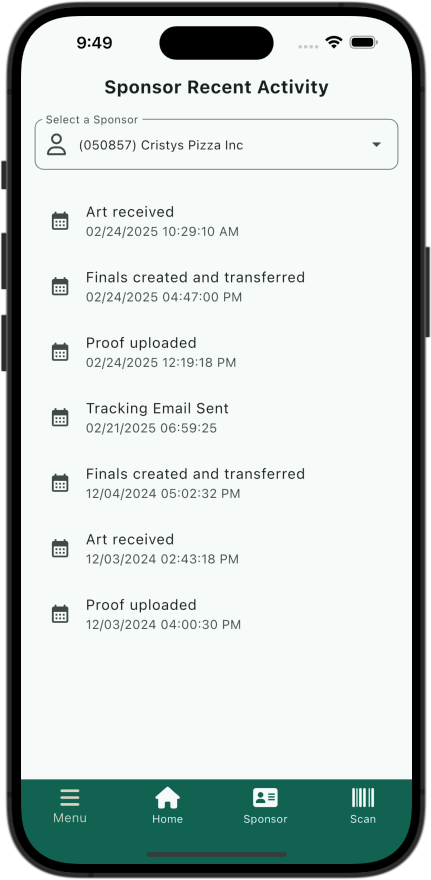 9:49
Sponsor Recent Activity
Select a Sponsor
(050857) Cristys Pizza Inc
Art received
02/24/2025 10:29:10 AM
Finals created and transferred
02/24/2025 04:47:00 PM
Proof uploaded
02/24/2025 12:19:18 PM
Tracking Email Sent
02/21/2025 06:59:25
Finals created and transferred
12/04/2024 05:02:32 PM
Art received
12/03/2024 02:43:18 PM
Proof uploaded
12/03/2024 04:00:30 PM
Menu
Home
Sponsor
Scan